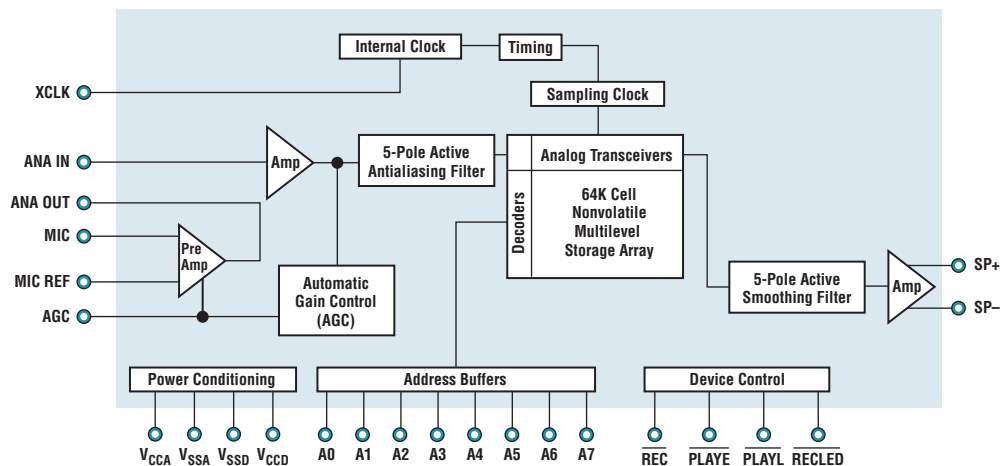 Internal Clock
Timing
XCLK
Sampling Clock
ANA IN
Amp
5-Pole Active
Antialiasing Filter
Analog Transceivers
Decoders
64K Cell
Nonvolatile
Multilevel
Storage Array
ANA OUT
MIC
Pre
Amp
MIC REF
AGC
Automatic
Gain Control
(AGC)
5-Pole Active
Smoothing Filter
Amp
SP+
SP–
Power Conditioning
Address Buffers
Device Control
VCCA VSSA VSSD VCCD
A0 A1 A2 A3 A4 A5 A6 A7
REC PLAYE PLAYL RECLED